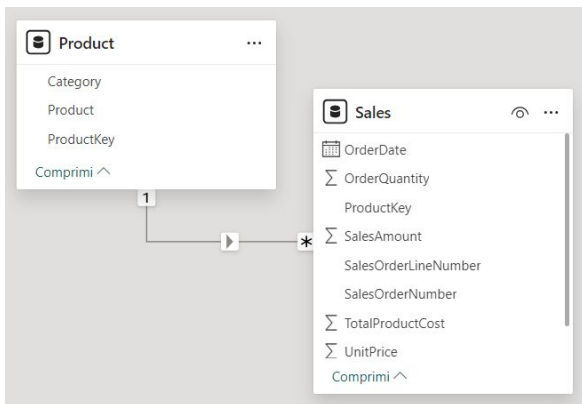 Product
Category
Product
ProductKey
Comprimi
1
*
Sales
OrderDate
OrderQuantity
ProductKey
SalesAmount
SalesOrderLineNumber
SalesOrderNumber
TotalProductCost
UnitPrice
Comprimi